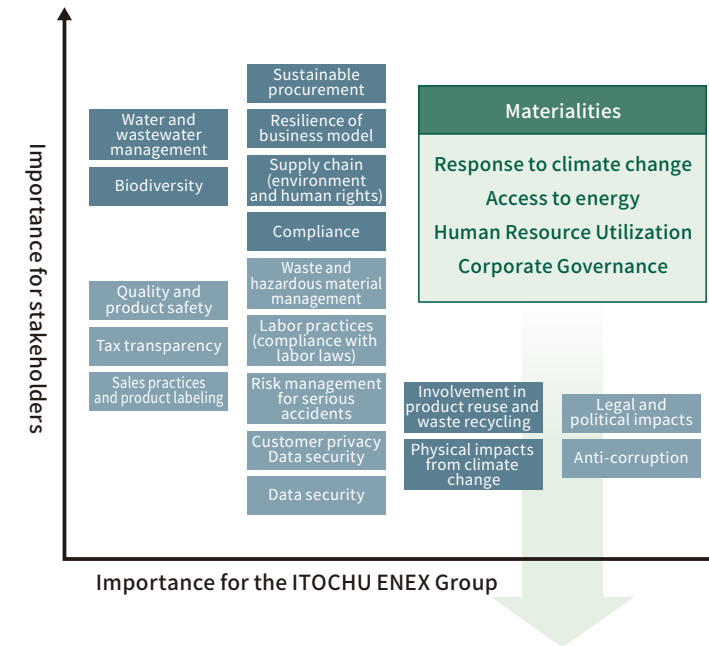 Importance for stakeholders
Water and
wastewater
management
Biodiversity
Quality and
product safety
Tax transparency
Sales practices
and product labeling
Sustainable
procurement
Resilience of
business model
Supply chain
(environment
and human rights)
Compliance
Waste and
hazardous material
management
Labor practices
(compliance with
labor laws)
Risk management
for serious
accidents
Customer privacy
Data security
Data security
Materialities
Response to climate change
Access to energy
Human Resource Utilization
Corporate Governance
Involvement in
product reuse and
waste recycling
Physical impacts
from climate
change
Legal and
political impacts
Anti-corruption
Importance for the ITOCHU ENEX Group